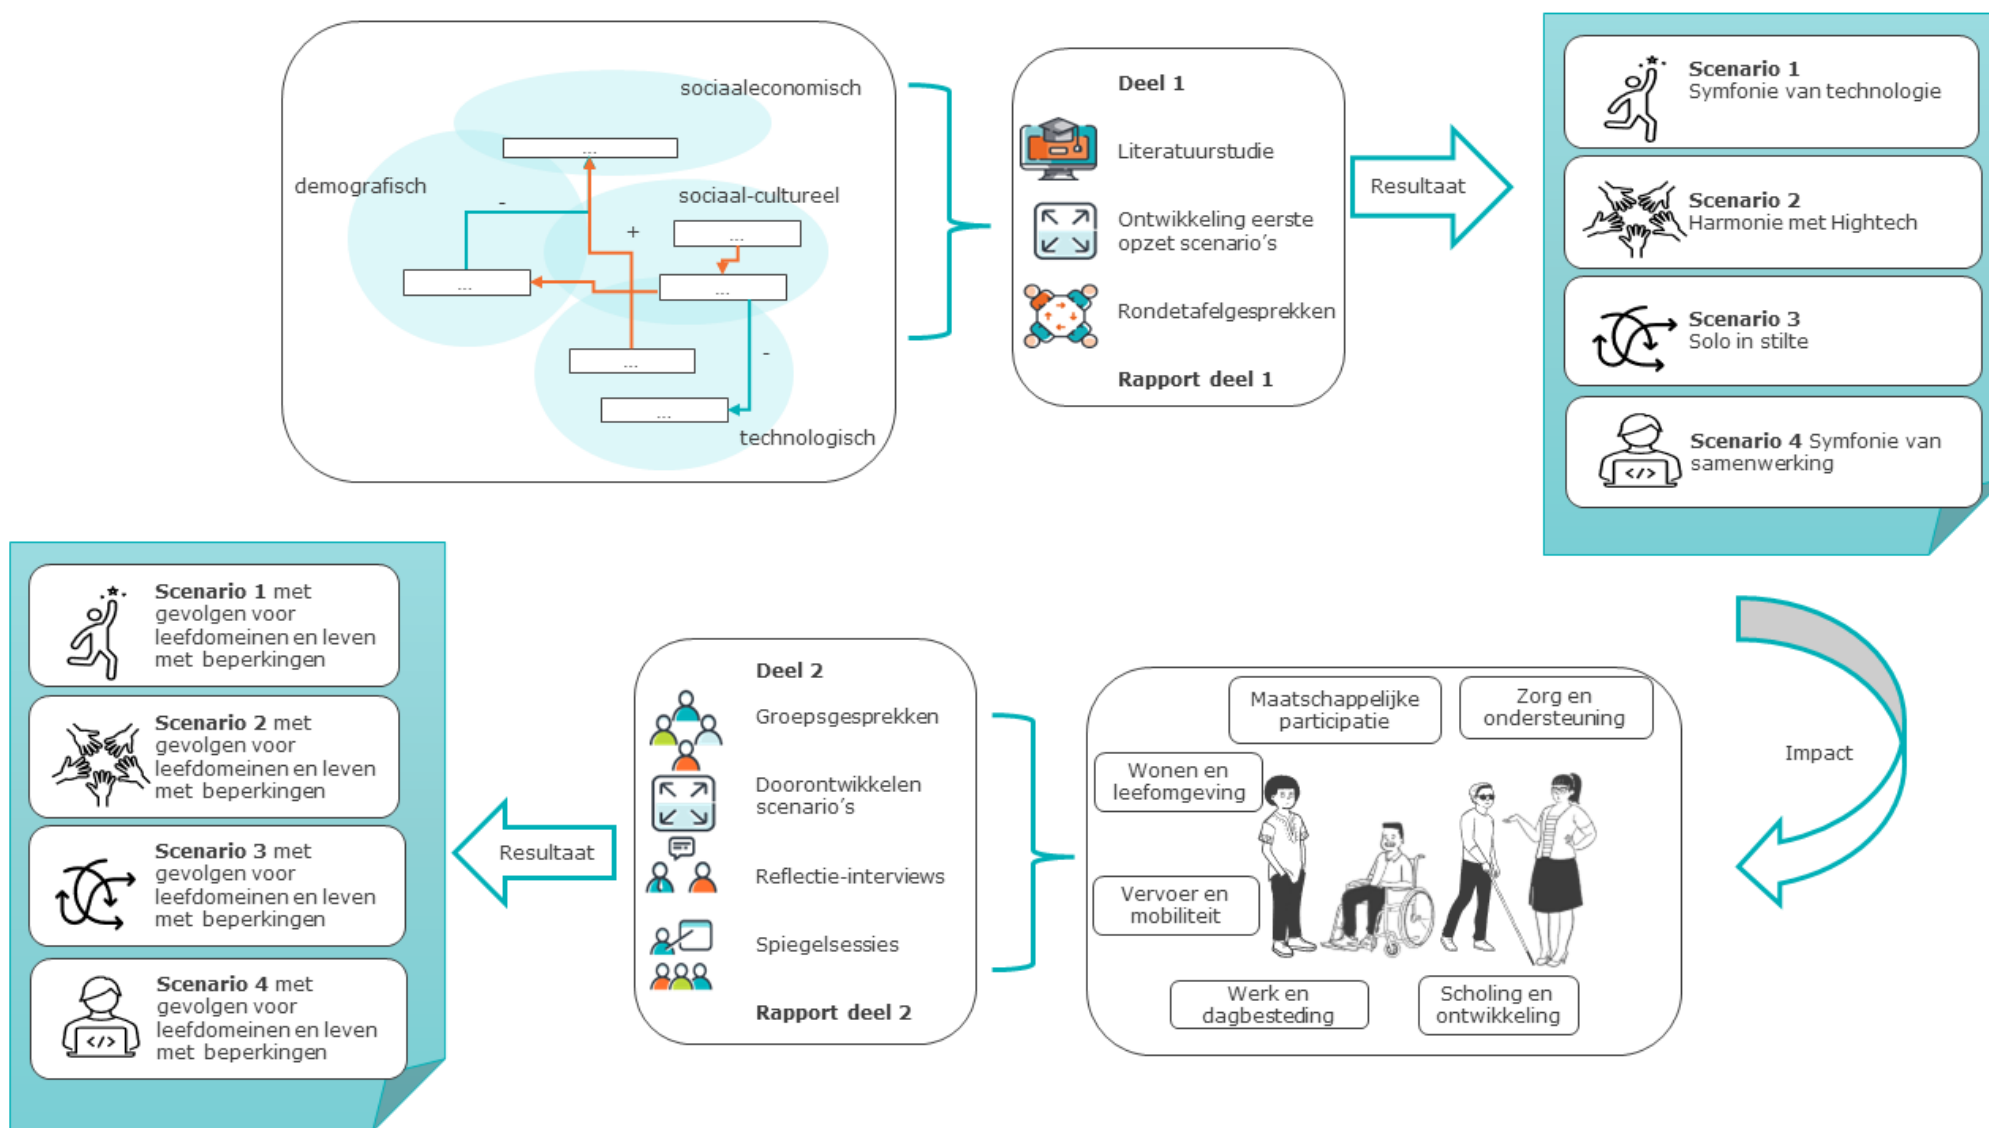 sociaaleconomisch
...
demografisch
-
sociaal-cultureel
+
...
...
...
...
-
...
technologisch
Deel 1
Literatuurstudie
Ontwikkeling eerste
opzet scenario's
Rondetafelgesprekken
Rapport deel 1
Resultaat
Scenario 1
Symfonie van technologie
Scenario 2
Harmonie met Hightech
Scenario 3
Solo in stilte
Scenario 4 Symfonie van
samenwerking
</>
Impact
Maatschappelijke
participatie
Zorg en
ondersteuning
Wonen en
leefomgeving
Vervoer en
mobiliteit
Werk en
dagbesteding
Scholing en
ontwikkeling
Deel 2
Groepsgesprekken
Doorontwikkelen
scenario's
Reflectie-interviews
Spiegelsessies
Rapport deel 2
Resultaat
Scenario 1 met
gevolgen voor
leefdomeinen en leven
met beperkingen
Scenario 2 met
gevolgen voor
leefdomeinen en leven
met beperkingen
Scenario 3 met
gevolgen voor
leefdomeinen en leven
met beperkingen
Scenario 4 met
gevolgen voor
leefdomeinen en leven
met beperkingen
</>